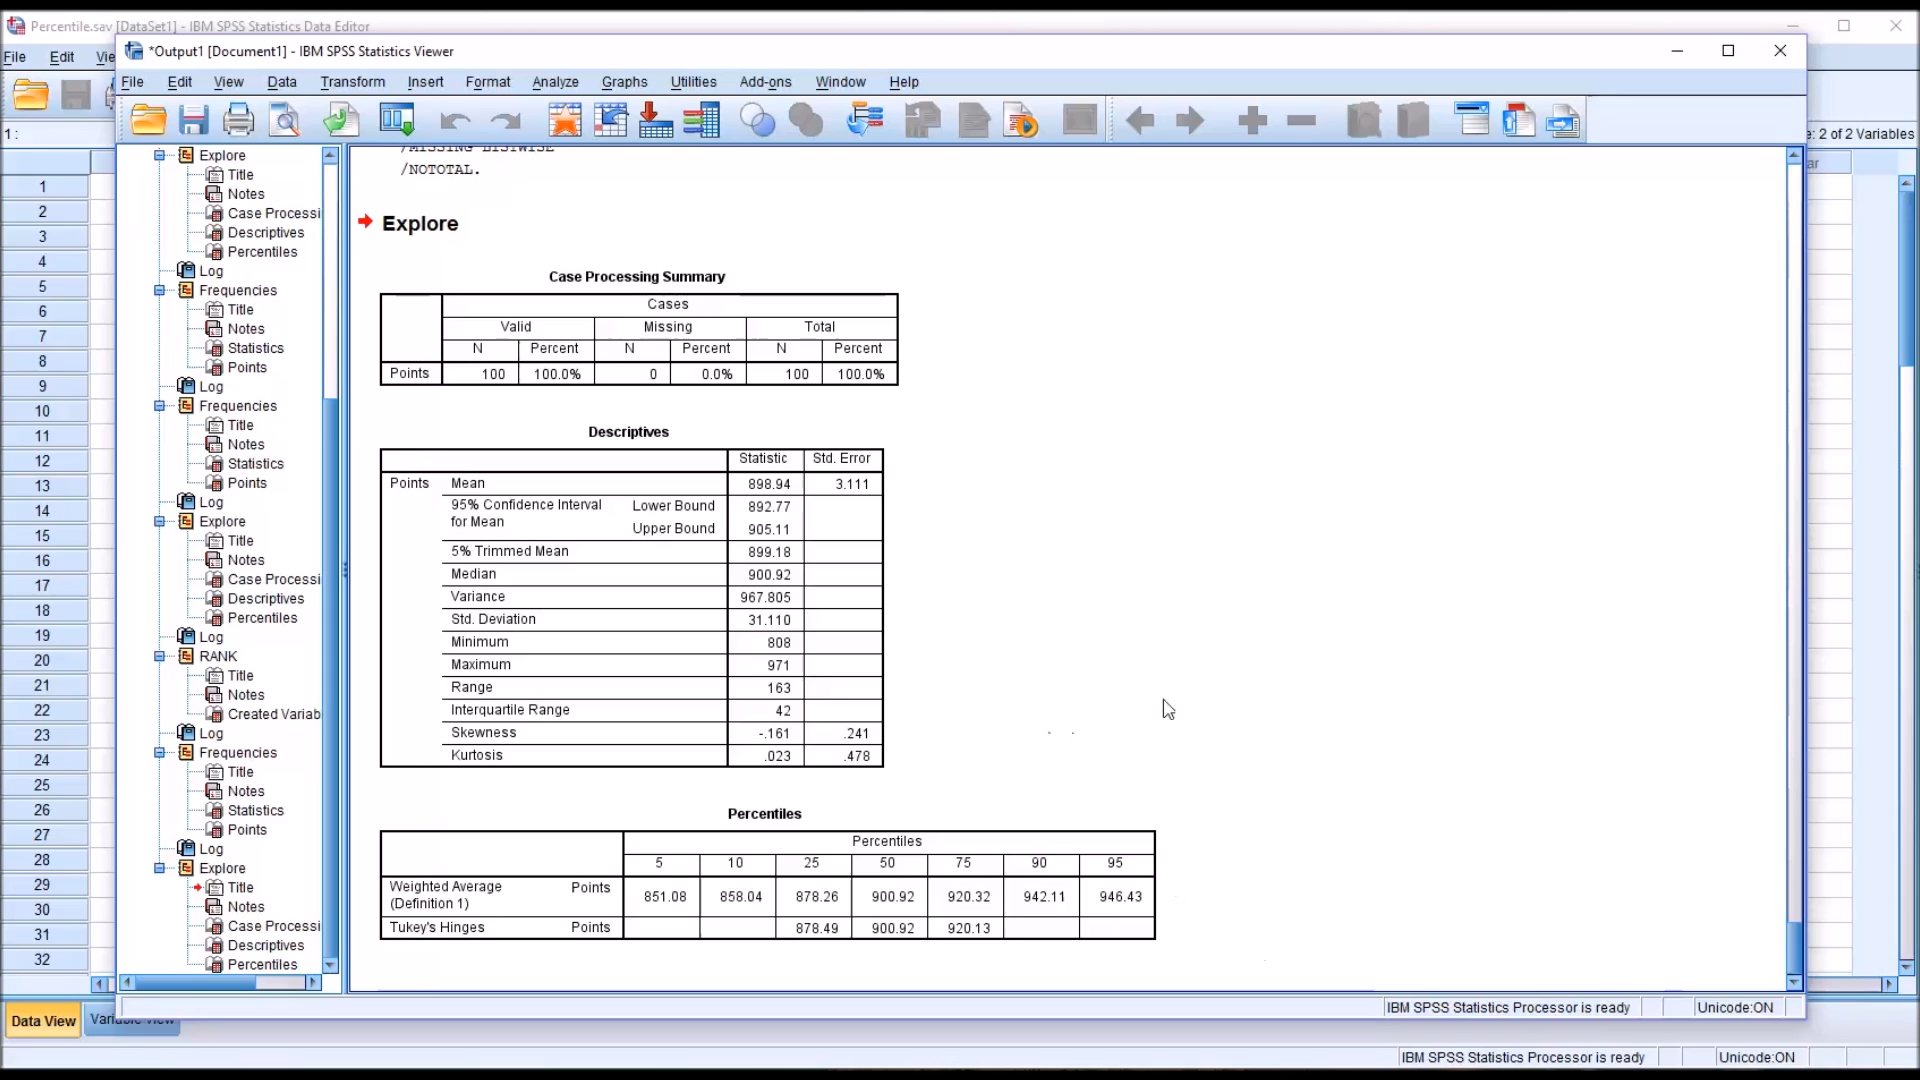 Percentile.sav [DataSet1] - IBM SPSS Statistics Data Editor
File Edit
*Output1 [Document1] - IBM SPSS Statistics Viewer
File Edit View Data Transform Insert Format Analyze Graphs Utilities Add-ons Window Help
1 :
2 of 2 Variables
1
2
3
4
5
6
7
8
9
10
11
12
13
14
15
16
17
18
19
20
21
22
23
24
25
26
27
28
29
30
31
32
Explore
Title
Notes
Case Processi
Descriptives
Percentiles
Log
Frequencies
Title
Notes
Statistics
Points
Log
Frequencies
Title
Notes
Statistics
Points
Log
Explore
Title
Notes
Case Processi
Descriptives
Percentiles
Log
RANK
Title
Notes
Created Variab
Log
Frequencies
Title
Notes
Statistics
Points
Log
Explore
Title
Notes
Case Processi
Descriptives
Percentiles
/MISSING LISTWISE
/NOTOTAL.
Explore
Case Processing Summary
Cases
Valid Missing Total
N Percent N Percent N Percent
Points 100 100.0% 0 0.0% 100 100.0%
Descriptives
Statistic Std. Error
Points Mean 898.94 3.111
95% Confidence Interval for Mean Lower Bound 892.77
Upper Bound 905.11
5% Trimmed Mean 899.18
Median 900.92
Variance 967.805
Std. Deviation 31.110
Minimum 808
Maximum 971
Range 163
Interquartile Range 42
Skewness -.161 .241
Kurtosis .023 .478
Percentiles
Percentiles
5 10 25 50 75 90 95
Weighted Average (Definition 1) Points 851.08 858.04 878.26 900.92 920.32 942.11 946.43
Tukey's Hinges Points 878.49 900.92 920.13
IBM SPSS Statistics Processor is ready Unicode:ON
Data View Variable View
IBM SPSS Statistics Processor is ready Unicode:ON